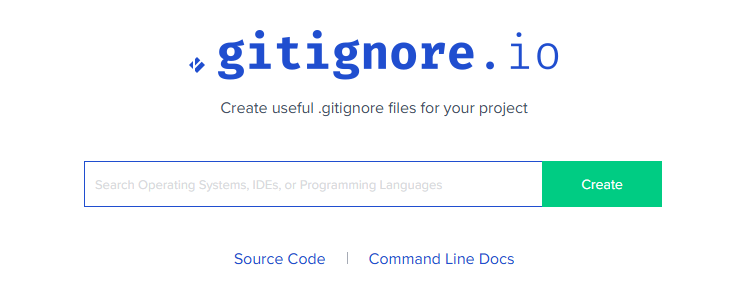 gitignore.io
Create useful .gitignore files for your project
Search Operating Systems, IDEs, or Programming Languages
Create
Source Code | Command Line Docs